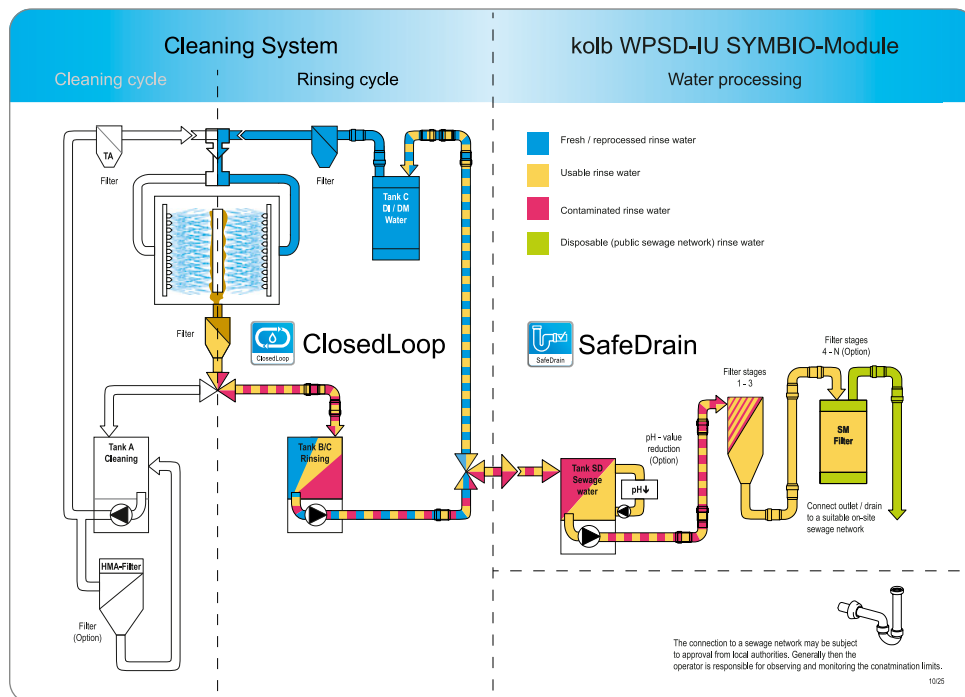 Cleaning System
kolb WPSD-IU SYMBIO-Module
Cleaning cycle
Rinsing cycle
Water processing
TA
Filter
Filter
Tank C
DI / DM
Water
Fresh / reprocessed rinse water
Usable rinse water
Contaminated rinse water
Disposable (public sewage network) rinse water
Filter
ClosedLoop
ClosedLoop
SafeDrain
SafeDrain
Filter stages
1 - 3
Filter stages
4 - N (Option)
Tank A
Cleaning
Tank B/C
Rinsing
Tank SD
Sewage
water
pH - value
reduction
(Option)
pH↓
SM
Filter
Connect outlet / drain
to a suitable on-site
sewage network
HMA-Filter
Filter
(Option)
The connection to a sewage network may be subject
to approval from local authorities. Generally then the
operator is responsible for observing and monitoring the conatmination limits.
10/25